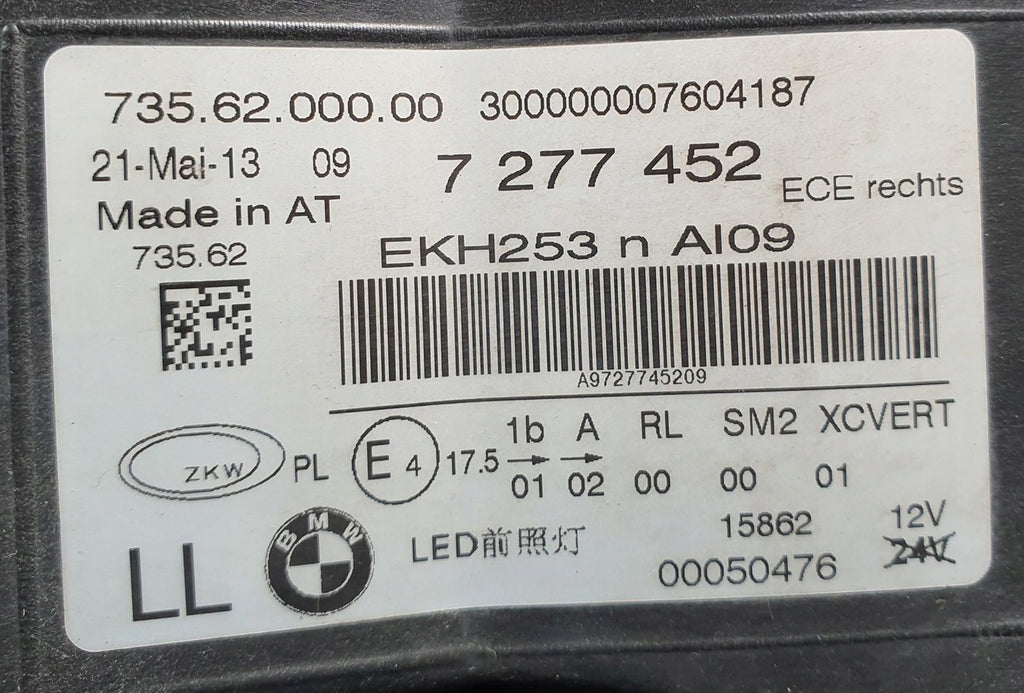 735.62.000.00 300000007604187
21-Mai-13 09 7 277 452 ECE rechts
Made in AT
735.62 EKH253 n AI09
A9727745209
1b A RL SM2 XCVERT
ZKW PL E4 17.5 → →
01 02 00 00 01
LL BMW LED前照灯 15862 12V
00050476 24V